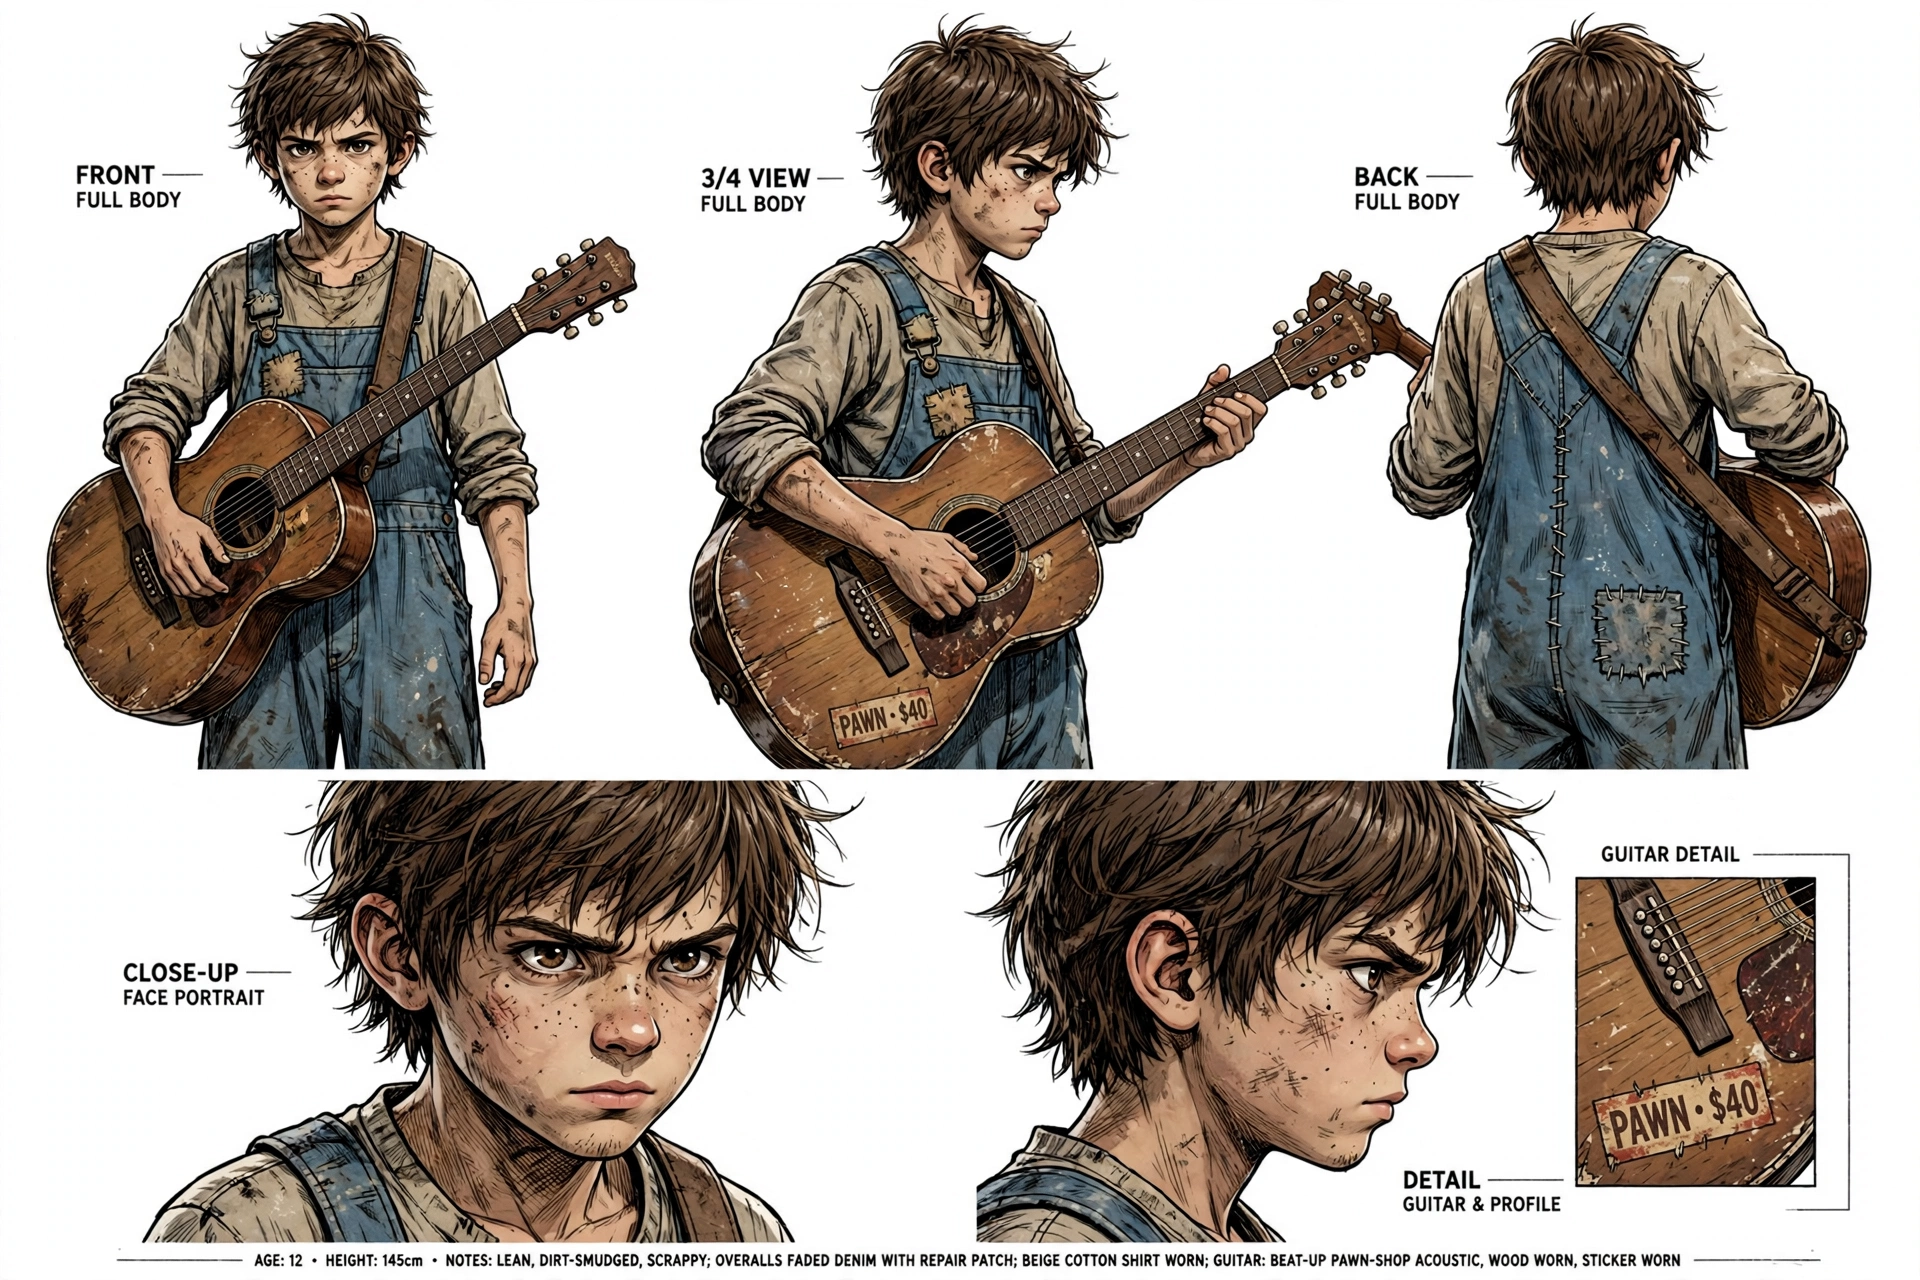 FRONT
FULL BODY
3/4 VIEW
FULL BODY
BACK
FULL BODY
PAWN · $40
CLOSE-UP
FACE PORTRAIT
GUITAR DETAIL
PAWN · $40
DETAIL
GUITAR & PROFILE
AGE: 12 • HEIGHT: 145cm • NOTES: LEAN, DIRT-SMUDGED, SCRAPPY; OVERALLS FADED DENIM WITH REPAIR PATCH; BEIGE COTTON SHIRT WORN; GUITAR: BEAT-UP PAWN-SHOP ACOUSTIC, WOOD WORN, STICKER WORN